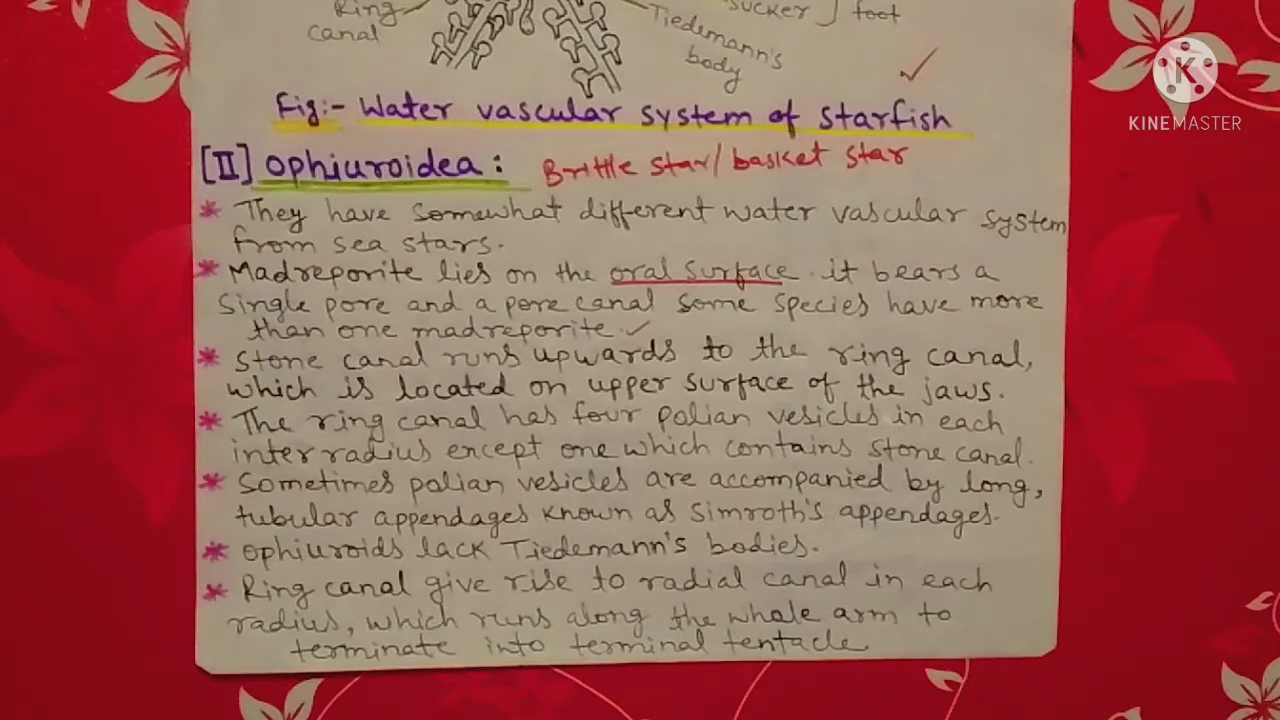 Ring
canal
Tiedemann's
body
sucker
foot
KINEMASTER
Fig:- Water vascular system of starfish
[II] Ophiuroidea: Brittle star/basket star
* They have somewhat different water vascular system
from sea stars.
* Madreporite lies on the oral surface. it bears a
single pore and a pore canal some species have more
than one madreporite.
* Stone canal runs upwards to the ring canal,
which is located on upper surface of the jaws.
* The ring canal has four polian vesicles in each
inter radius except one which contains stone canal.
* Sometimes polian vesicles are accompanied by long,
tubular appendages known as Simroth's appendages.
* Ophiuroids lack Tiedemann's bodies.
* Ring canal give rise to radial canal in each
radius, which runs along the whole arm to
terminate into terminal tentacle